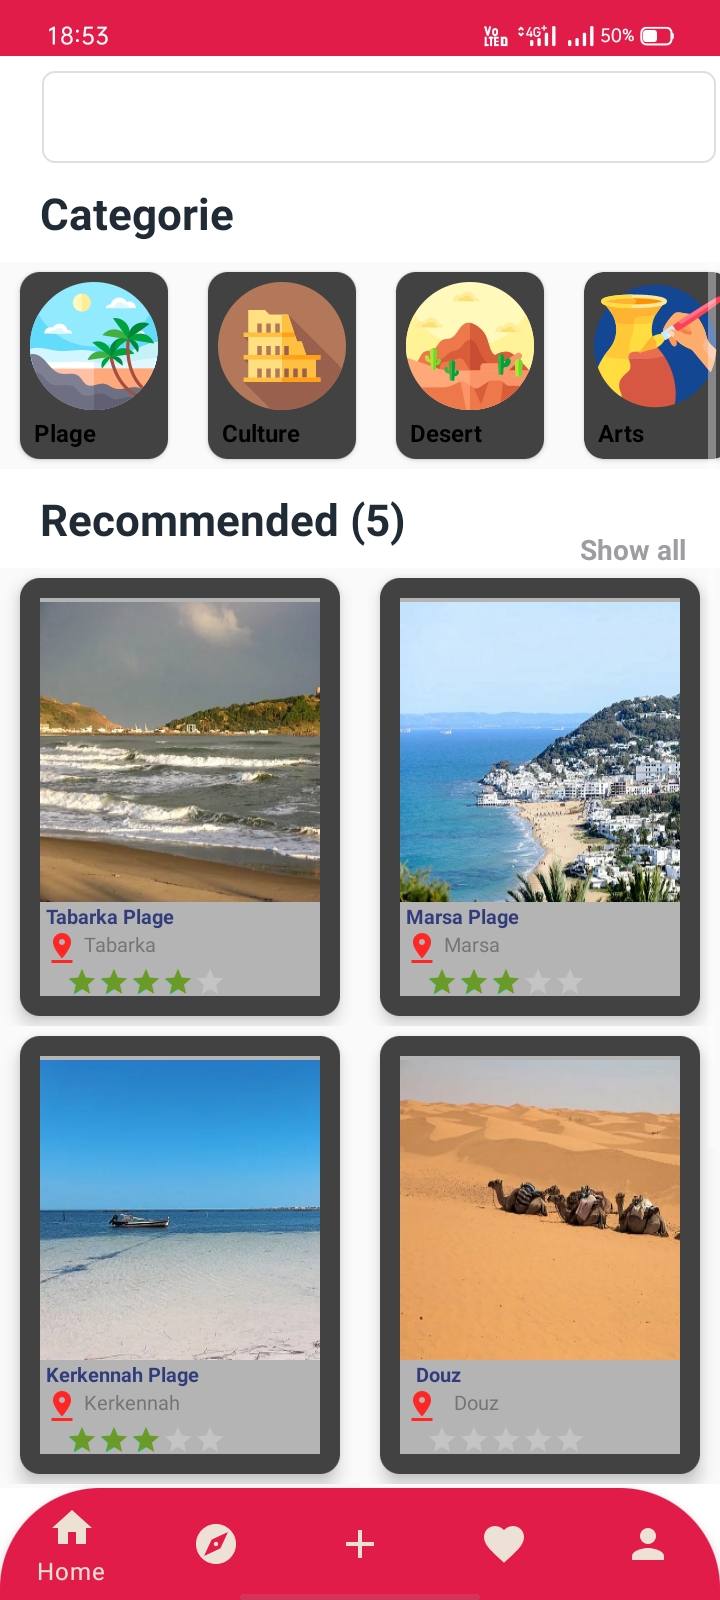 18:53
Vo LTE D 4G+ 50%
Categorie
Plage Culture Desert Arts
Recommended (5)
Show all
Tabarka Plage
Tabarka
Marsa Plage
Marsa
Kerkennah Plage
Kerkennah
Douz
Douz
Home